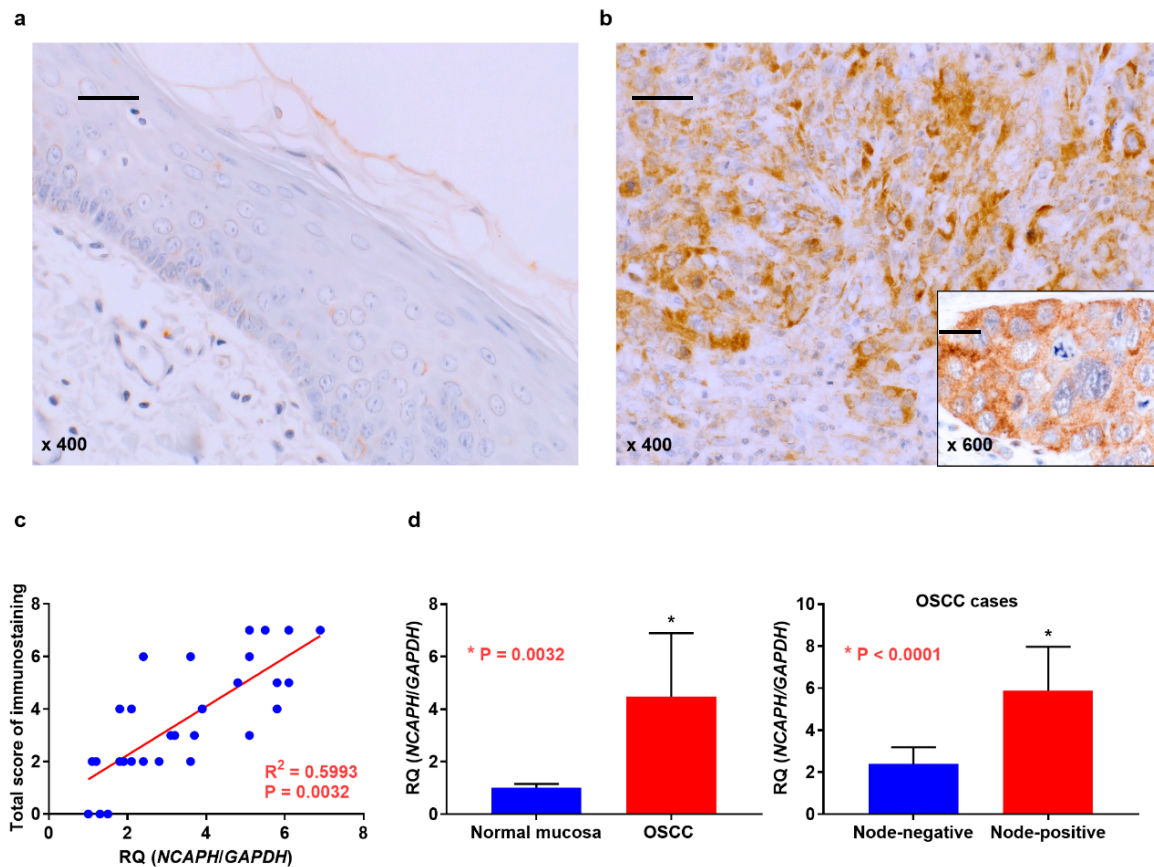 a
b
x 400
x 400
x 600
c
d
Total score of immunostaining
8
6
4
2
0
0
2
4
6
8
R² = 0.5993
P = 0.0032
RQ (NCAPH/GAPDH)
RQ (NCAPH/GAPDH)
8
6
4
2
0
* P = 0.0032
*
Normal mucosa
OSCC
OSCC cases
RQ (NCAPH/GAPDH)
10
8
6
4
2
0
* P < 0.0001
*
Node-negative
Node-positive